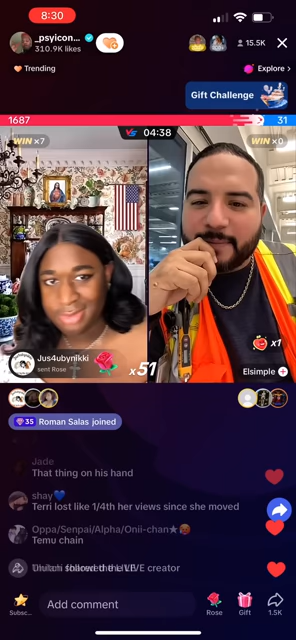 8:30
_psyicon...
310.9K likes
15.5K
Trending
Explore >
Gift Challenge
1687
31
WIN ×7
VS 04:38
WIN ×0
x1
Jus4ubynIkki
sent Rose
x51
Elsimple
35 Roman Salas joined
Jade
That thing on his hand
shay💙
Terri lost like 1/4th her views since she moved
Oppa/Senpai/Alpha/Onii-chan★🥵
Temu chain
followed the LIVE creator
Subsc...
Add comment
Rose
Gift
1.5K